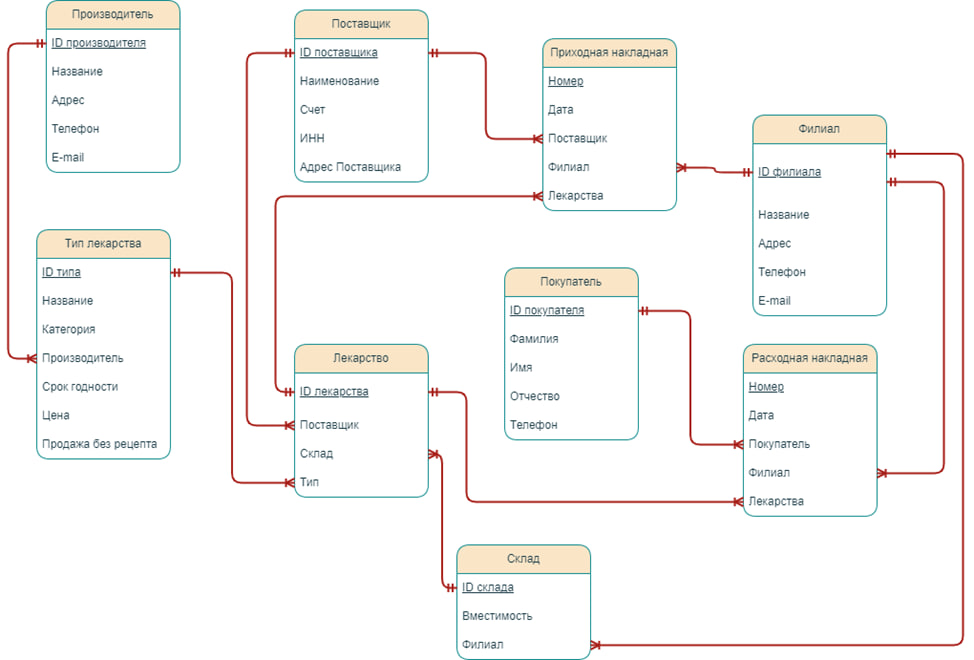 Производитель
ID производителя
Название
Адрес
Телефон
E-mail
Поставщик
ID поставщика
Наименование
Счет
ИНН
Адрес Поставщика
Приходная накладная
Номер
Дата
Поставщик
Филиал
Лекарства
Филиал
ID филиала
Название
Адрес
Телефон
E-mail
Тип лекарства
ID типа
Название
Категория
Производитель
Срок годности
Цена
Продажа без рецепта
Лекарство
ID лекарства
Поставщик
Склад
Тип
Покупатель
ID покупателя
Фамилия
Имя
Отчество
Телефон
Расходная накладная
Номер
Дата
Покупатель
Филиал
Лекарства
Склад
ID склада
Вместимость
Филиал